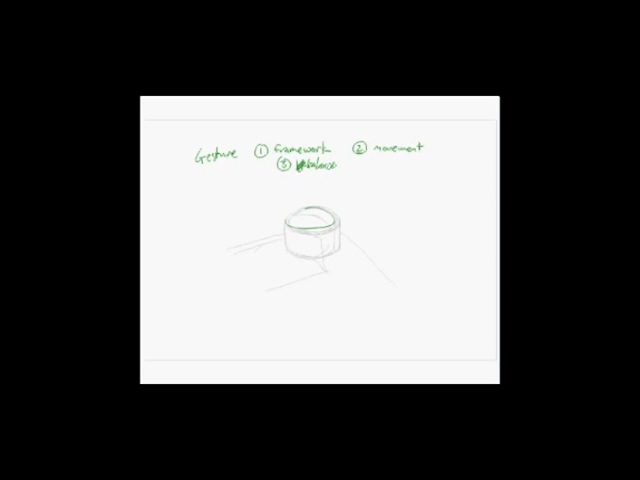 Gesture ① framework ② movement
③ balance